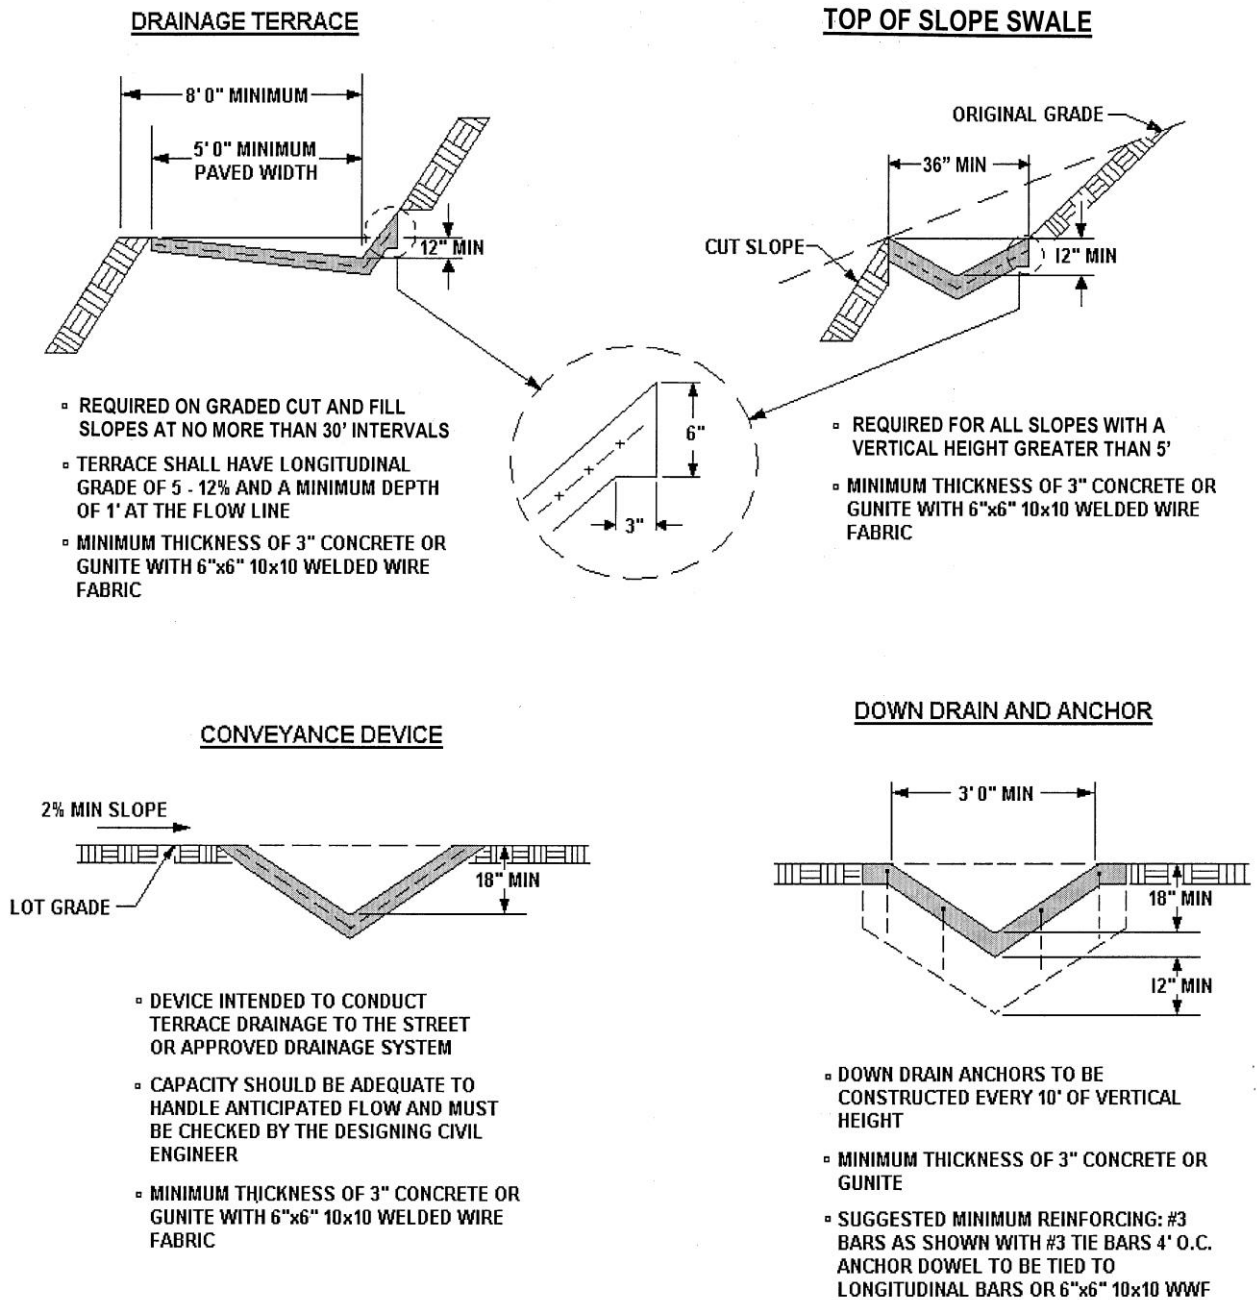 DRAINAGE TERRACE
8' 0" MINIMUM
5' 0" MINIMUM
PAVED WIDTH
12" MIN
▫ REQUIRED ON GRADED CUT AND FILL
SLOPES AT NO MORE THAN 30' INTERVALS
▫ TERRACE SHALL HAVE LONGITUDINAL
GRADE OF 5 - 12% AND A MINIMUM DEPTH
OF 1' AT THE FLOW LINE
▫ MINIMUM THICKNESS OF 3" CONCRETE OR
GUNITE WITH 6"x6" 10x10 WELDED WIRE
FABRIC
6"
3"
TOP OF SLOPE SWALE
ORIGINAL GRADE
36" MIN
CUT SLOPE
12" MIN
▫ REQUIRED FOR ALL SLOPES WITH A
VERTICAL HEIGHT GREATER THAN 5'
▫ MINIMUM THICKNESS OF 3" CONCRETE OR
GUNITE WITH 6"x6" 10x10 WELDED WIRE
FABRIC
CONVEYANCE DEVICE
2% MIN SLOPE
18" MIN
LOT GRADE
▫ DEVICE INTENDED TO CONDUCT
TERRACE DRAINAGE TO THE STREET
OR APPROVED DRAINAGE SYSTEM
▫ CAPACITY SHOULD BE ADEQUATE TO
HANDLE ANTICIPATED FLOW AND MUST
BE CHECKED BY THE DESIGNING CIVIL
ENGINEER
▫ MINIMUM THICKNESS OF 3" CONCRETE OR
GUNITE WITH 6"x6" 10x10 WELDED WIRE
FABRIC
DOWN DRAIN AND ANCHOR
3' 0" MIN
18" MIN
12" MIN
▫ DOWN DRAIN ANCHORS TO BE
CONSTRUCTED EVERY 10' OF VERTICAL
HEIGHT
▫ MINIMUM THICKNESS OF 3" CONCRETE OR
GUNITE
▫ SUGGESTED MINIMUM REINFORCING: #3
BARS AS SHOWN WITH #3 TIE BARS 4' O.C.
ANCHOR DOWEL TO BE TIED TO
LONGITUDINAL BARS OR 6"x6" 10x10 WWF